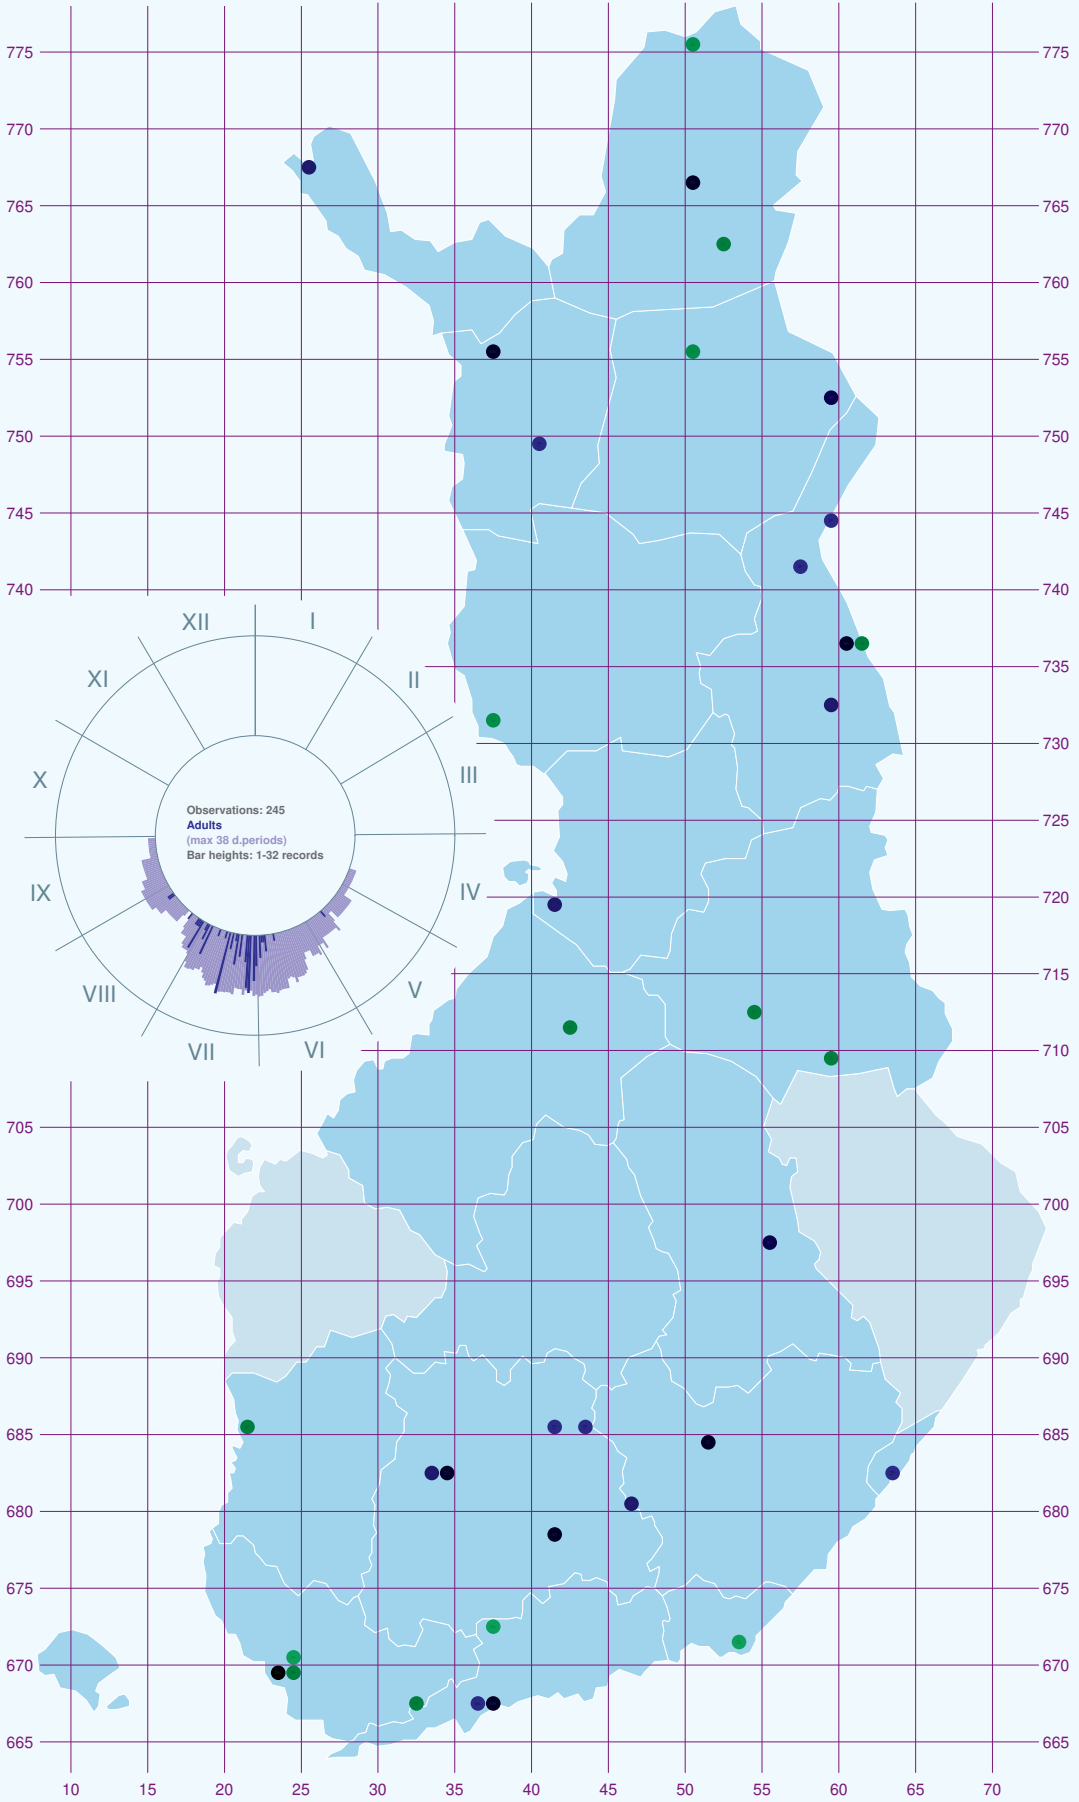 775 775
770 770
765 765
760 760
755 755
750 750
745 745
740 740
XII I
XI II
735 735
730 730
X III
Observations: 245
Adults
(max 38 d.periods)
Bar heights: 1-32 records
725 725
IX IV
720 720
VIII V
715 715
VII VI
710 710
705 705
700 700
695 695
690 690
685 685
680 680
675 675
670 670
665 665
10 15 20 25 30 35 40 45 50 55 60 65 70